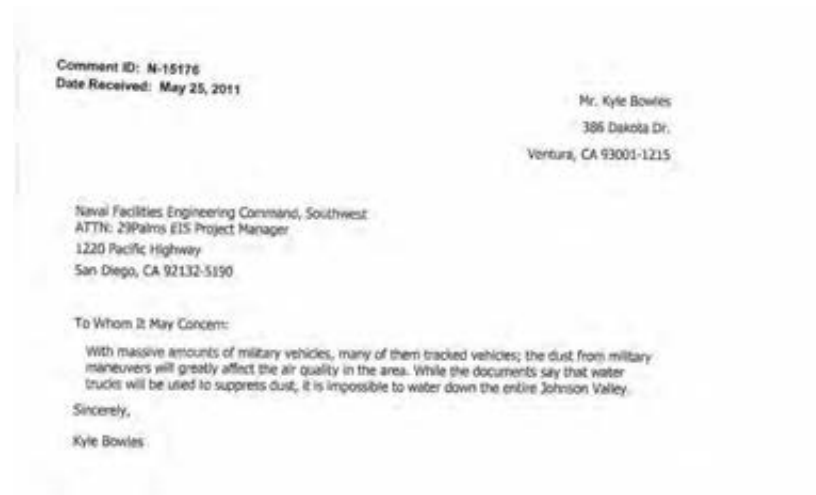 Comment ID: N-15176
Date Received: May 25, 2011
Mr. Kyle Bowles
386 Dakota Dr.
Ventura, CA 93001-1215
Naval Facilities Engineering Command, Southwest
ATTN: 29Palms EIS Project Manager
1220 Pacific Highway
San Diego, CA 92132-5190
To Whom It May Concern:
With massive amounts of military vehicles, many of them tracked vehicles; the dust from military
maneuvers will greatly affect the air quality in the area. While the documents say that water
trucks will be used to suppress dust, it is impossible to water down the entire Johnson Valley.
Sincerely,
Kyle Bowles